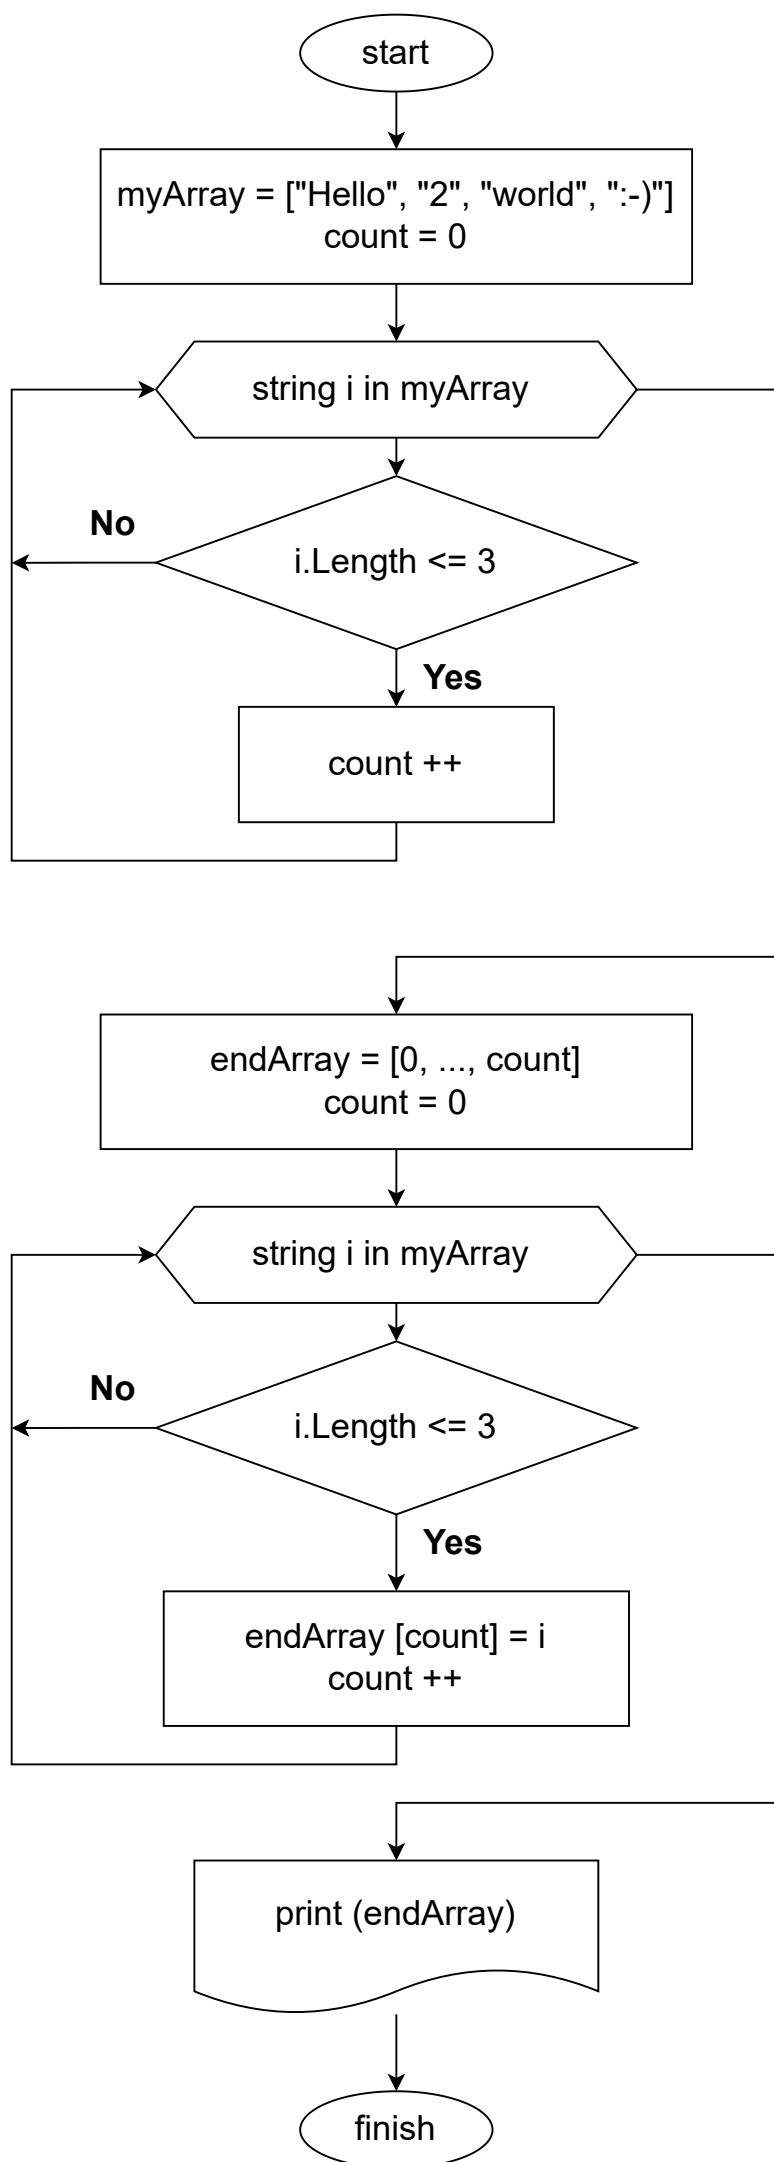 start
myArray = ["Hello", "2", "world", ":-)"]
count = 0
string i in myArray
No
i.Length <= 3
Yes
count ++
endArray = [0, ..., count]
count = 0
string i in myArray
No
i.Length <= 3
Yes
endArray [count] = i
count ++
print (endArray)
finish